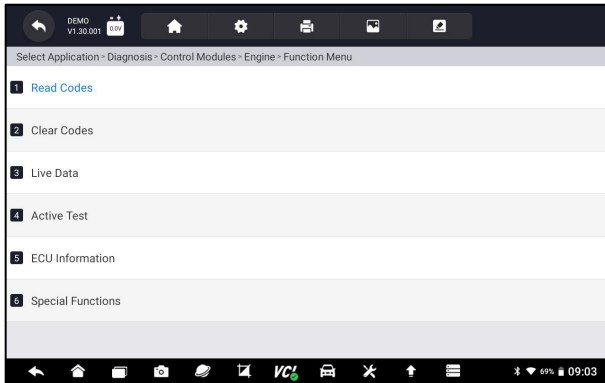 DEMO
V1.30.001
0.0V
Select Application > Diagnosis > Control Modules > Engine > Function Menu
1 Read Codes
2 Clear Codes
3 Live Data
4 Active Test
5 ECU Information
6 Special Functions
VCI
69% 09:03